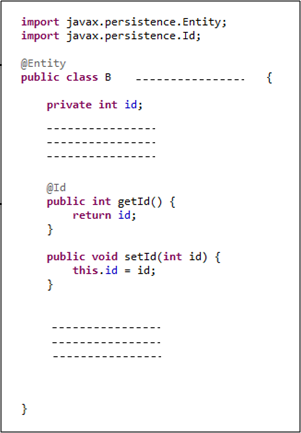 import javax.persistence.Entity;
import javax.persistence.Id;
@Entity
public class B ---------------- {
private int id;
----------------
----------------
----------------
@Id
public int getId() {
return id;
}
public void setId(int id) {
this.id = id;
}
----------------
----------------
----------------
}